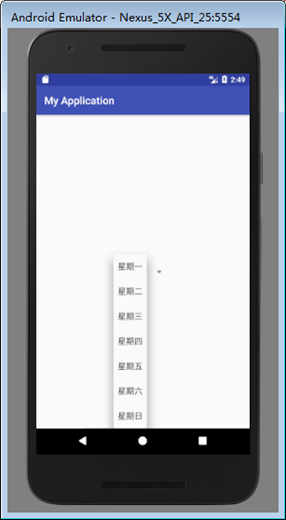 Android Emulator - Nexus_5X_API_25:5554
2:49
My Application
星期一
星期二
星期三
星期四
星期五
星期六
星期日